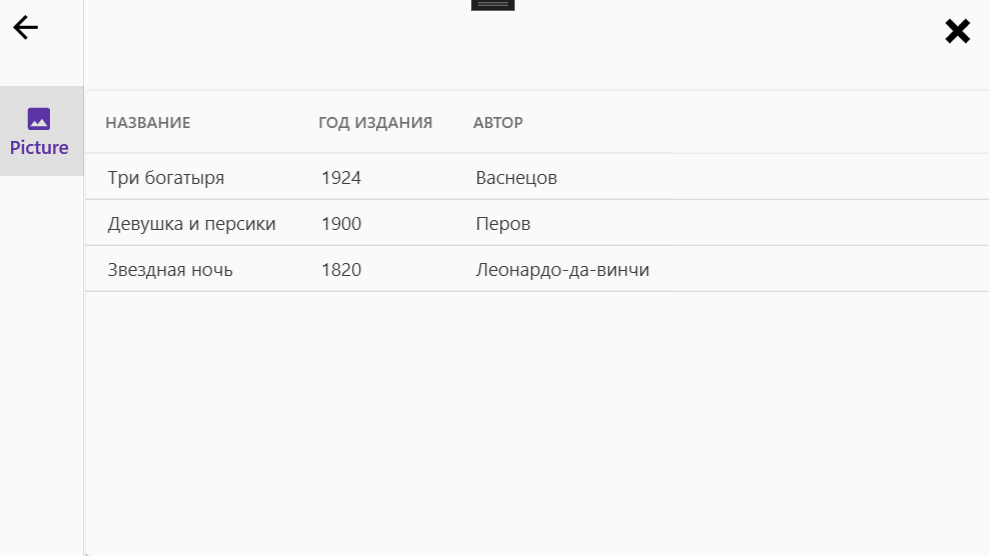 Picture
НАЗВАНИЕ ГОД ИЗДАНИЯ АВТОР
Три богатыря 1924 Васнецов
Девушка и персики 1900 Перов
Звездная ночь 1820 Леонардо-да-винчи